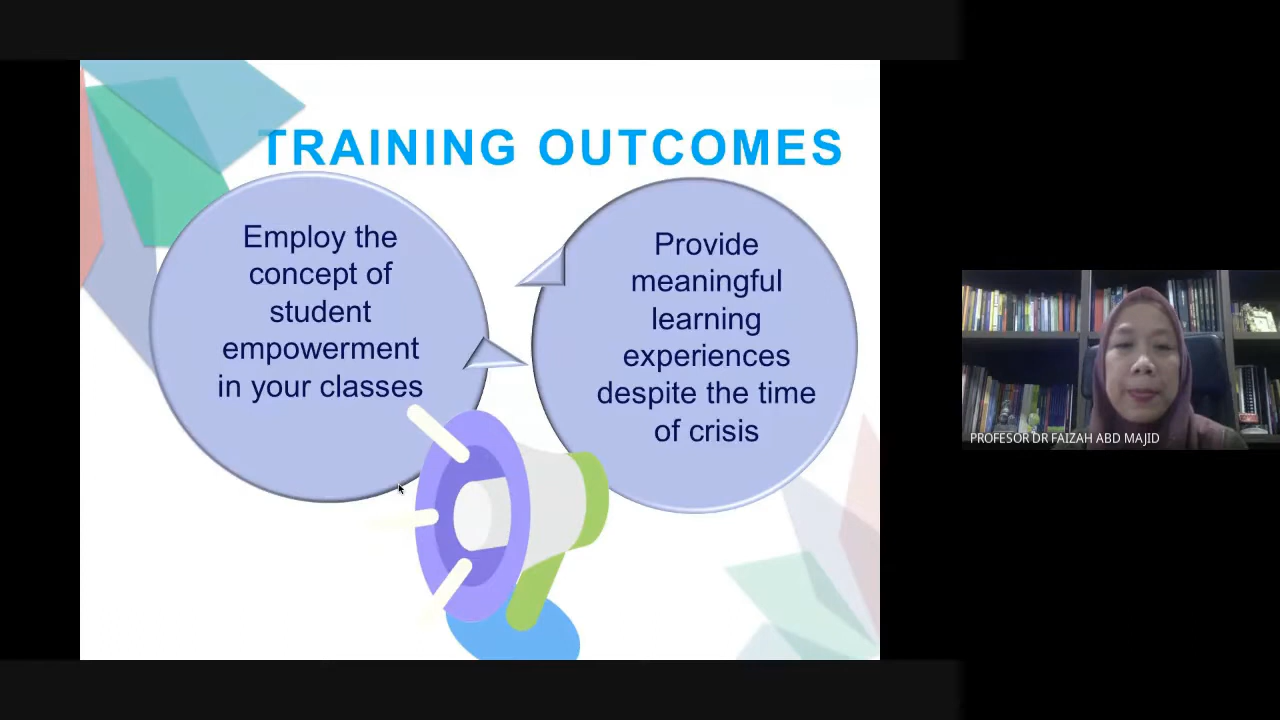 TRAINING OUTCOMES
Employ the
concept of
student
empowerment
in your classes
Provide
meaningful
learning
experiences
despite the time
of crisis
PROFESOR DR FAIZAH ABD MAJID